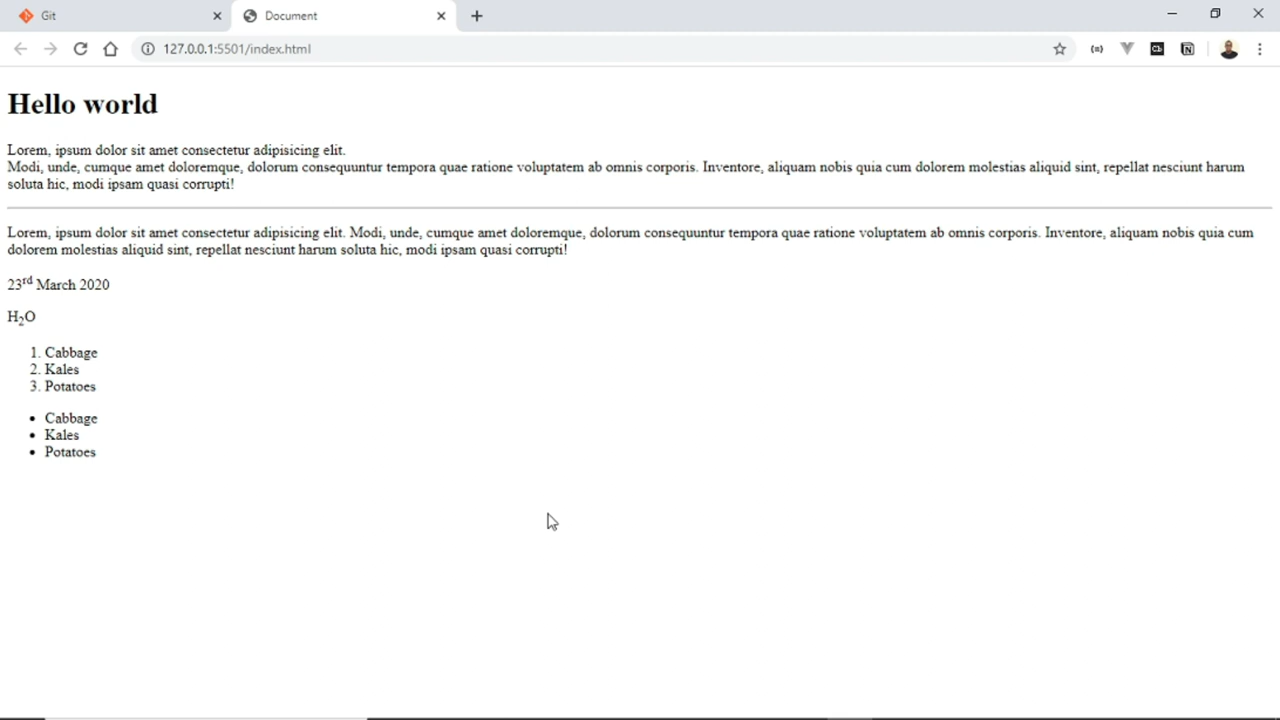 Git
Document
127.0.0.1:5501/index.html
Hello world
Lorem, ipsum dolor sit amet consectetur adipisicing elit.
Modi, unde, cumque amet doloremque, dolorum consequuntur tempora quae ratione voluptatem ab omnis corporis. Inventore, aliquam nobis quia cum dolorem molestias aliquid sint, repellat nesciunt harum
soluta hic, modi ipsam quasi corrupti!
Lorem, ipsum dolor sit amet consectetur adipisicing elit. Modi, unde, cumque amet doloremque, dolorum consequuntur tempora quae ratione voluptatem ab omnis corporis. Inventore, aliquam nobis quia cum
dolorem molestias aliquid sint, repellat nesciunt harum soluta hic, modi ipsam quasi corrupti!
23rd March 2020
H2O
1. Cabbage
2. Kales
3. Potatoes
• Cabbage
• Kales
• Potatoes